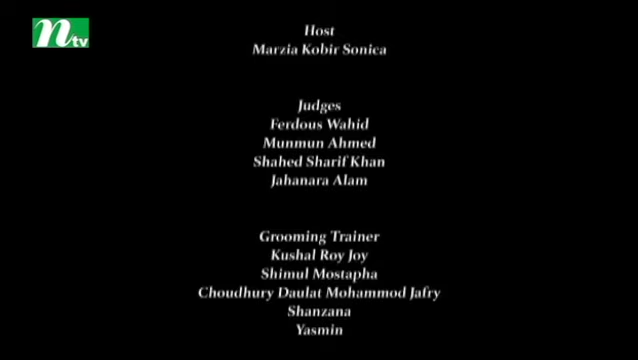 ntv
Host
Marzia Kobir Sonica
Judges
Ferdous Wahid
Munmun Ahmed
Shahed Sharif Khan
Jahanara Alam
Grooming Trainer
Kushal Roy Joy
Shimul Mostapha
Choudhury Daulat Mohammod Jafry
Shanzana
Yasmin